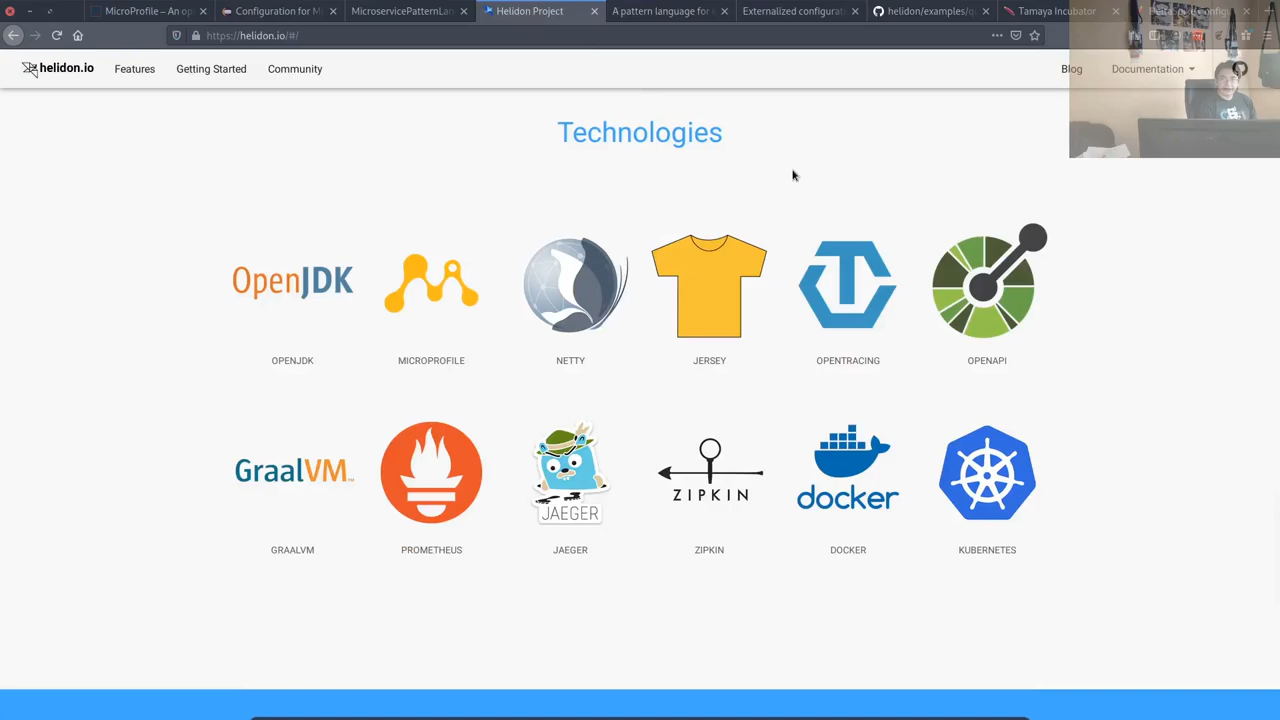 MicroProfile – An op
Configuration for M
MicroservicePatternLan
Helidon Project
A pattern language for
Externalized configurat
helidon/examples/q
Tamaya Incubator
https://helidon.io/#/
helidon.io
Features
Getting Started
Community
Blog
Documentation
Technologies
OpenJDK
OPENJDK
MICROPROFILE
NETTY
JERSEY
OPENTRACING
OPENAPI
GraalVM
JAEGER
ZIPKIN
docker
GRAALVM
PROMETHEUS
JAEGER
ZIPKIN
DOCKER
KUBERNETES